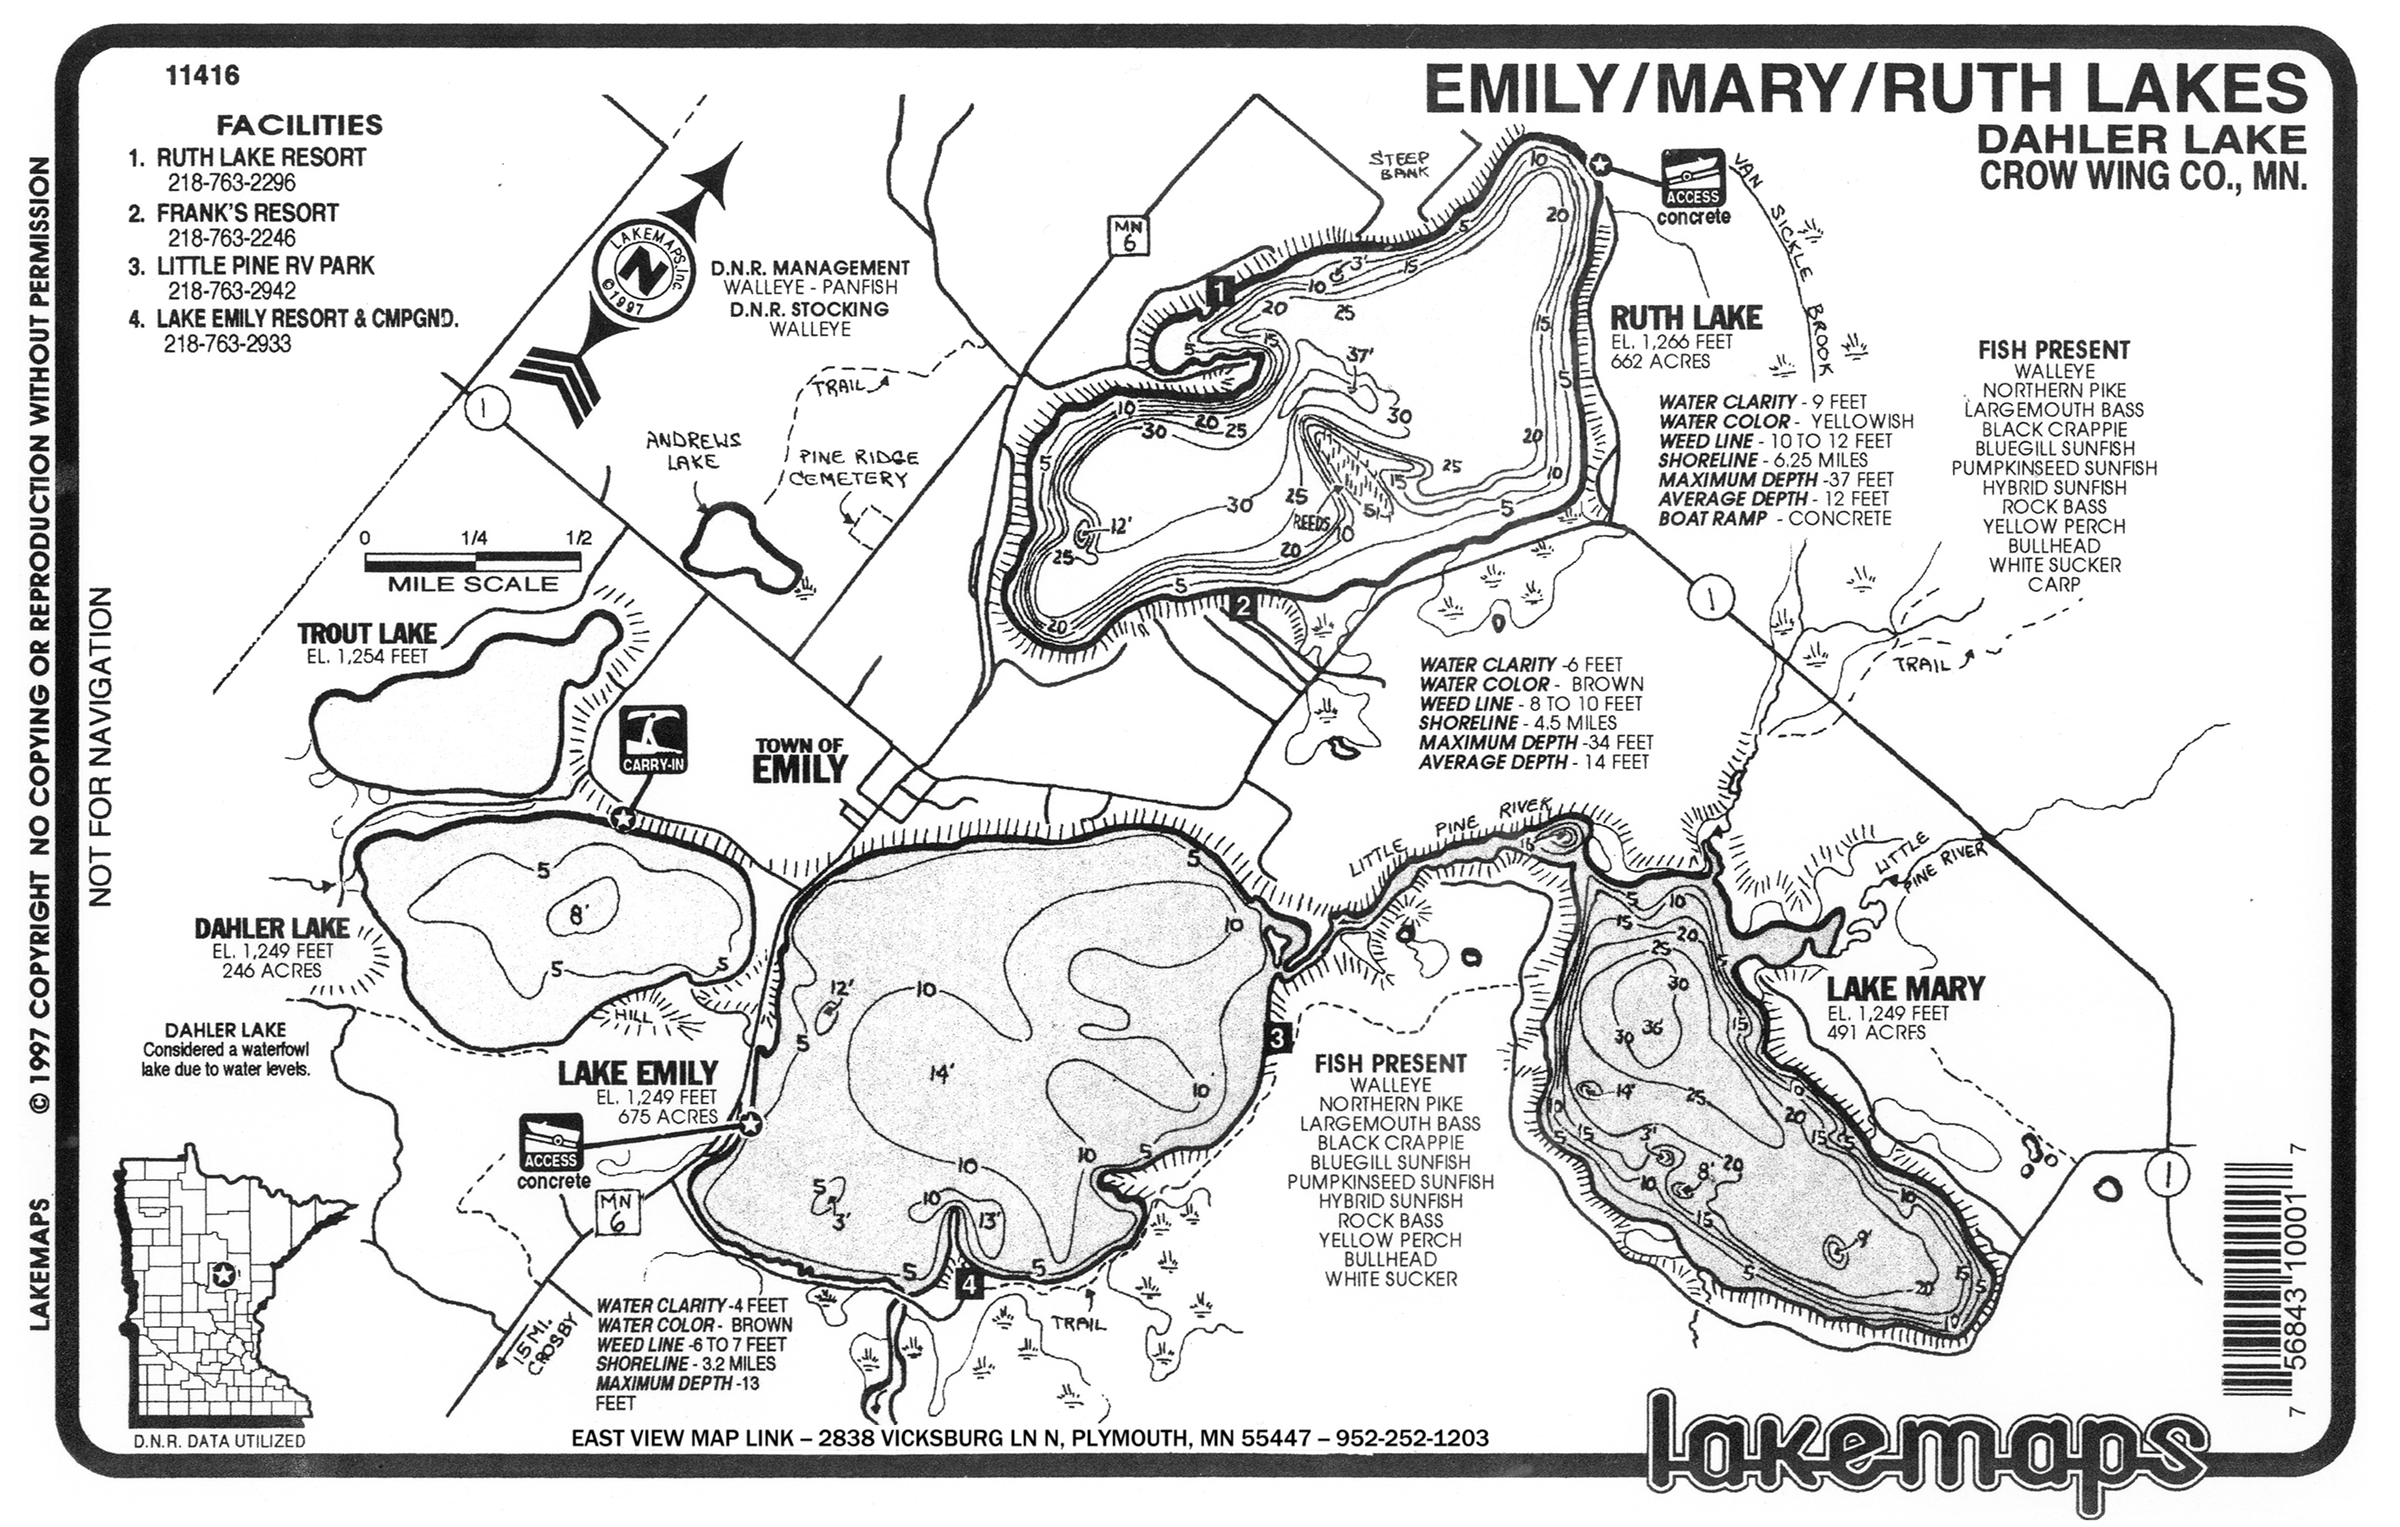 11416
EMILY/MARY/RUTH LAKES
DAHLER LAKE
CROW WING CO., MN.
FACILITIES
1. RUTH LAKE RESORT
218-763-2296
2. FRANK'S RESORT
218-763-2246
3. LITTLE PINE RV PARK
218-763-2942
4. LAKE EMILY RESORT & CMPGND.
218-763-2933
LAKEMAPS, Inc
N
©1997
D.N.R. MANAGEMENT
WALLEYE - PANFISH
D.N.R. STOCKING
WALLEYE
MN
6
STEEP
BANK
ACCESS
concrete
VAN SICKLE BROOK
1
10
20
5
3'
15
10
20
25
15
5
37'
30
15
5
10
20
25
30
5
20
10
25
15
30
25
REEDS
5
10
5
12'
25
20
5
20
2
RUTH LAKE
EL. 1,266 FEET
662 ACRES
WATER CLARITY - 9 FEET
WATER COLOR - YELLOWISH
WEED LINE - 10 TO 12 FEET
SHORELINE - 6.25 MILES
MAXIMUM DEPTH -37 FEET
AVERAGE DEPTH - 12 FEET
BOAT RAMP - CONCRETE
FISH PRESENT
WALLEYE
NORTHERN PIKE
LARGEMOUTH BASS
BLACK CRAPPIE
BLUEGILL SUNFISH
PUMPKINSEED SUNFISH
HYBRID SUNFISH
ROCK BASS
YELLOW PERCH
BULLHEAD
WHITE SUCKER
CARP
TRAIL
1
ANDREWS
LAKE
PINE RIDGE
CEMETERY
0 1/4 1/2
MILE SCALE
TROUT LAKE
EL. 1,254 FEET
1
TRAIL
WATER CLARITY -6 FEET
WATER COLOR - BROWN
WEED LINE - 8 TO 10 FEET
SHORELINE - 4.5 MILES
MAXIMUM DEPTH -34 FEET
AVERAGE DEPTH - 14 FEET
CARRY-IN
TOWN OF
EMILY
LITTLE PINE RIVER
LITTLE
PINE RIVER
5
8'
5
5
DAHLER LAKE
EL. 1,249 FEET
246 ACRES
HILL
DAHLER LAKE
Considered a waterfowl
lake due to water levels.
5
10
12'
10
5
14'
10
10
10
5
5
3'
10
13'
5
5
3
4
LAKE EMILY
EL. 1,249 FEET
675 ACRES
ACCESS
concrete
MN
6
15 MI.
CROSBY
TRAIL
WATER CLARITY -4 FEET
WATER COLOR - BROWN
WEED LINE -6 TO 7 FEET
SHORELINE - 3.2 MILES
MAXIMUM DEPTH -13
FEET
FISH PRESENT
WALLEYE
NORTHERN PIKE
LARGEMOUTH BASS
BLACK CRAPPIE
BLUEGILL SUNFISH
PUMPKINSEED SUNFISH
HYBRID SUNFISH
ROCK BASS
YELLOW PERCH
BULLHEAD
WHITE SUCKER
LAKE MARY
EL. 1,249 FEET
491 ACRES
5
10
15
20
25
30
30
36'
15
14'
25
10
5
15
3'
20
15
5
20
8'
10
15
10
9'
5
20
15
5
10
1
D.N.R. DATA UTILIZED
EAST VIEW MAP LINK – 2838 VICKSBURG LN N, PLYMOUTH, MN 55447 – 952-252-1203
lakemaps
7 56843 10001 7
NOT FOR NAVIGATION
LAKEMAPS © 1997 COPYRIGHT NO COPYING OR REPRODUCTION WITHOUT PERMISSION